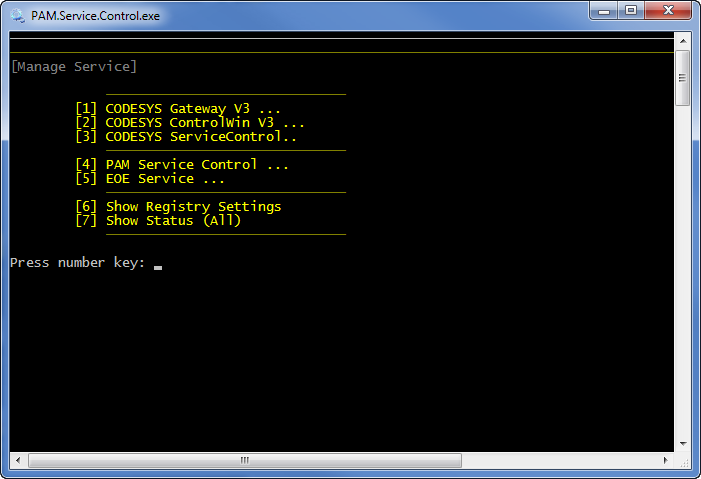 PAM.Service.Control.exe
[Manage Service]
[1] CODESYS Gateway V3 ...
[2] CODESYS ControlWin V3 ...
[3] CODESYS ServiceControl..
[4] PAM Service Control ...
[5] EOE Service ...
[6] Show Registry Settings
[7] Show Status (All)
Press number key: